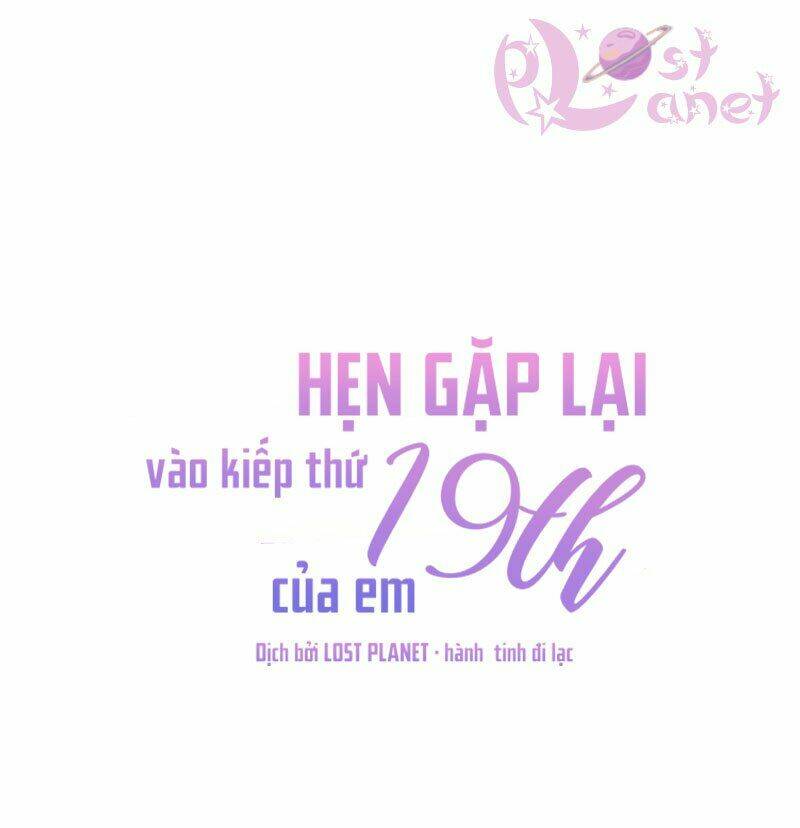 Lost
Planet
HẸN GẶP LẠI
vào kiếp thứ 19th
của em
Dịch bởi LOST PLANET · hành tinh đi lạc